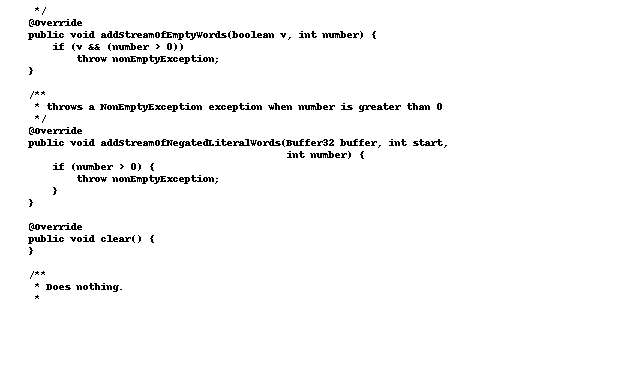 */
@Override
public void addStreamOfEmptyWords(boolean v, int number) {
    if (v && (number > 0))
        throw nonEmptyException;
}

/**
 * throws a NonEmptyException exception when number is greater than 0
 */
@Override
public void addStreamOfNegatedLiteralWords(Buffer32 buffer, int start,
                                           int number) {
    if (number > 0) {
        throw nonEmptyException;
    }
}

@Override
public void clear() {
}

/**
 * Does nothing.
 *